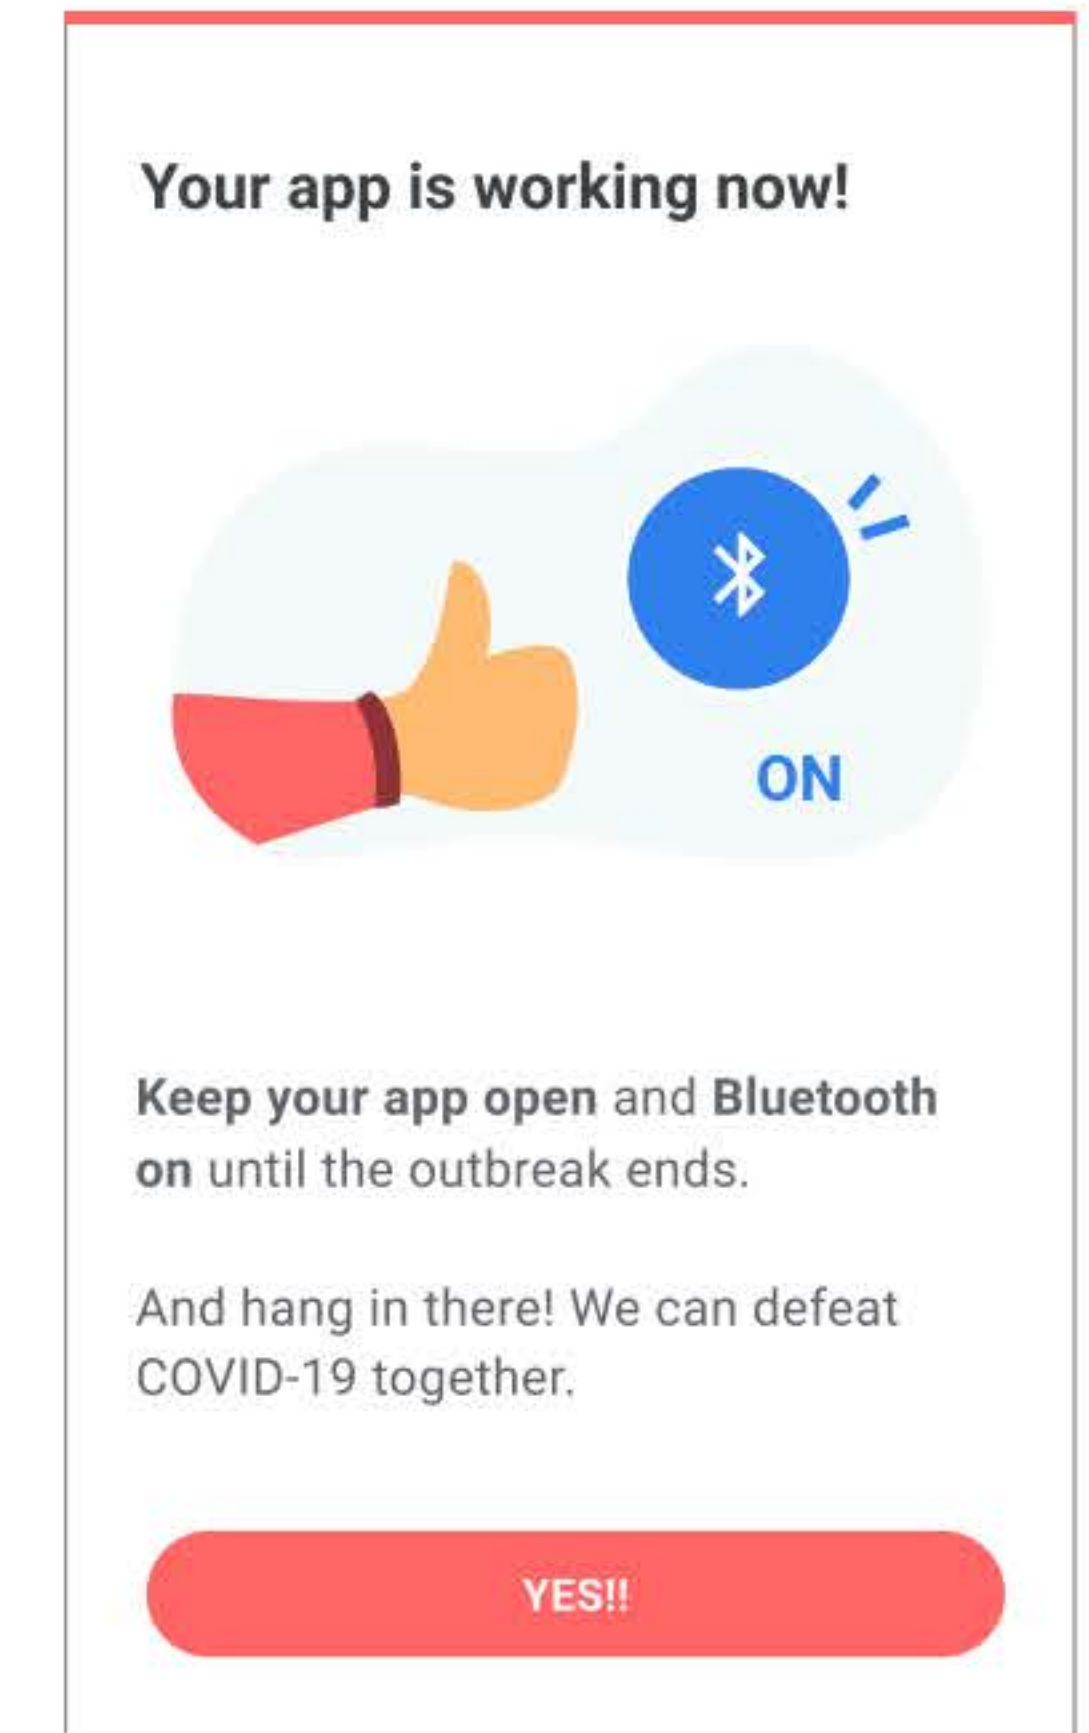 Your app is working now!
ON
Keep your app open and Bluetooth
on until the outbreak ends.
And hang in there! We can defeat
COVID-19 together.
YES!!